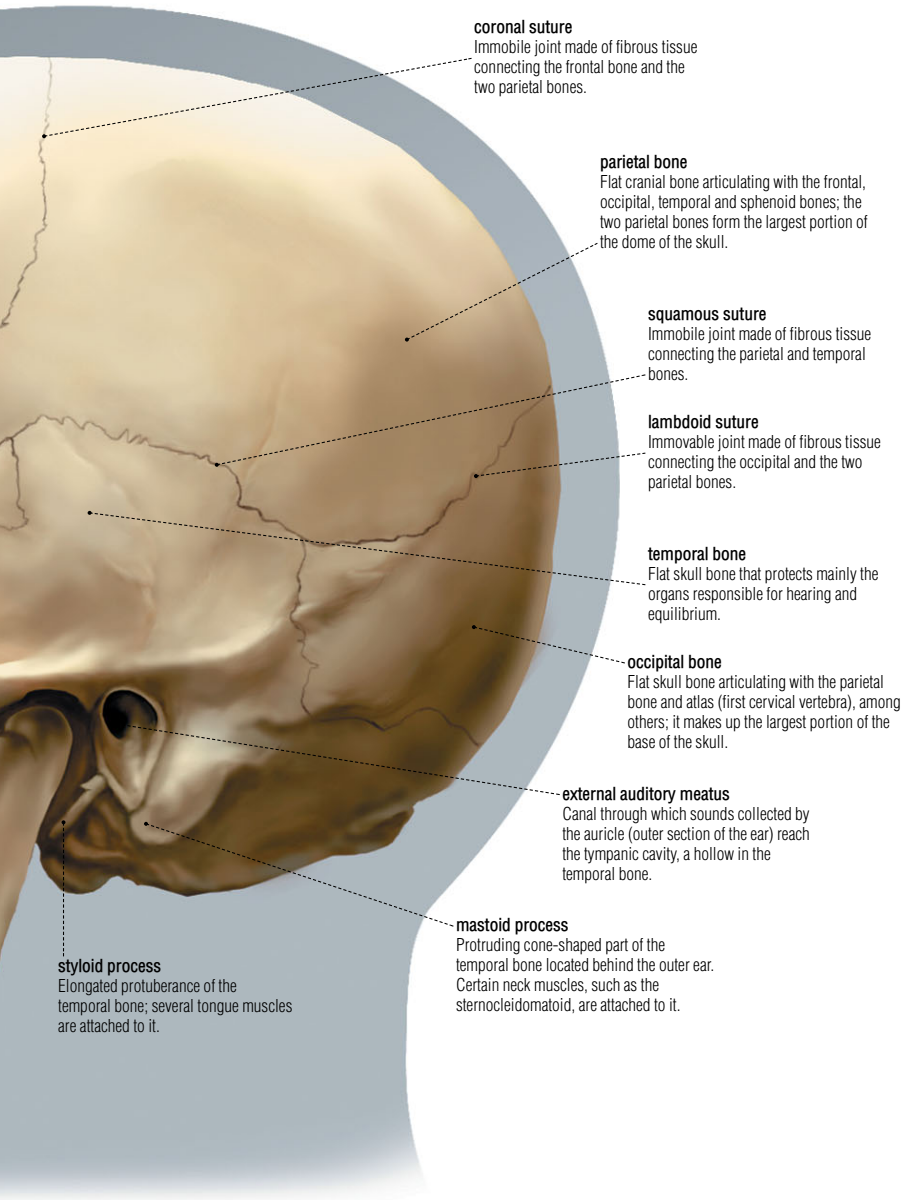 coronal suture
Immobile joint made of fibrous tissue
connecting the frontal bone and the
two parietal bones.
parietal bone
Flat cranial bone articulating with the frontal,
occipital, temporal and sphenoid bones; the
two parietal bones form the largest portion of
the dome of the skull.
squamous suture
Immobile joint made of fibrous tissue
connecting the parietal and temporal
bones.
lambdoid suture
Immovable joint made of fibrous tissue
connecting the occipital and the two
parietal bones.
temporal bone
Flat skull bone that protects mainly the
organs responsible for hearing and
equilibrium.
occipital bone
Flat skull bone articulating with the parietal
bone and atlas (first cervical vertebra), among
others; it makes up the largest portion of the
base of the skull.
external auditory meatus
Canal through which sounds collected by
the auricle (outer section of the ear) reach
the tympanic cavity, a hollow in the
temporal bone.
mastoid process
Protruding cone-shaped part of the
temporal bone located behind the outer ear.
Certain neck muscles, such as the
sternocleidomatoid, are attached to it.
styloid process
Elongated protuberance of the
temporal bone; several tongue muscles
are attached to it.